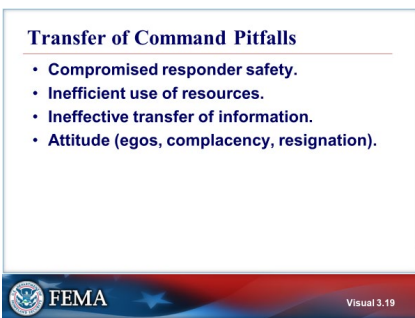 Transfer of Command Pitfalls
• Compromised responder safety.
• Inefficient use of resources.
• Ineffective transfer of information.
• Attitude (egos, complacency, resignation).
FEMA
Visual 3.19